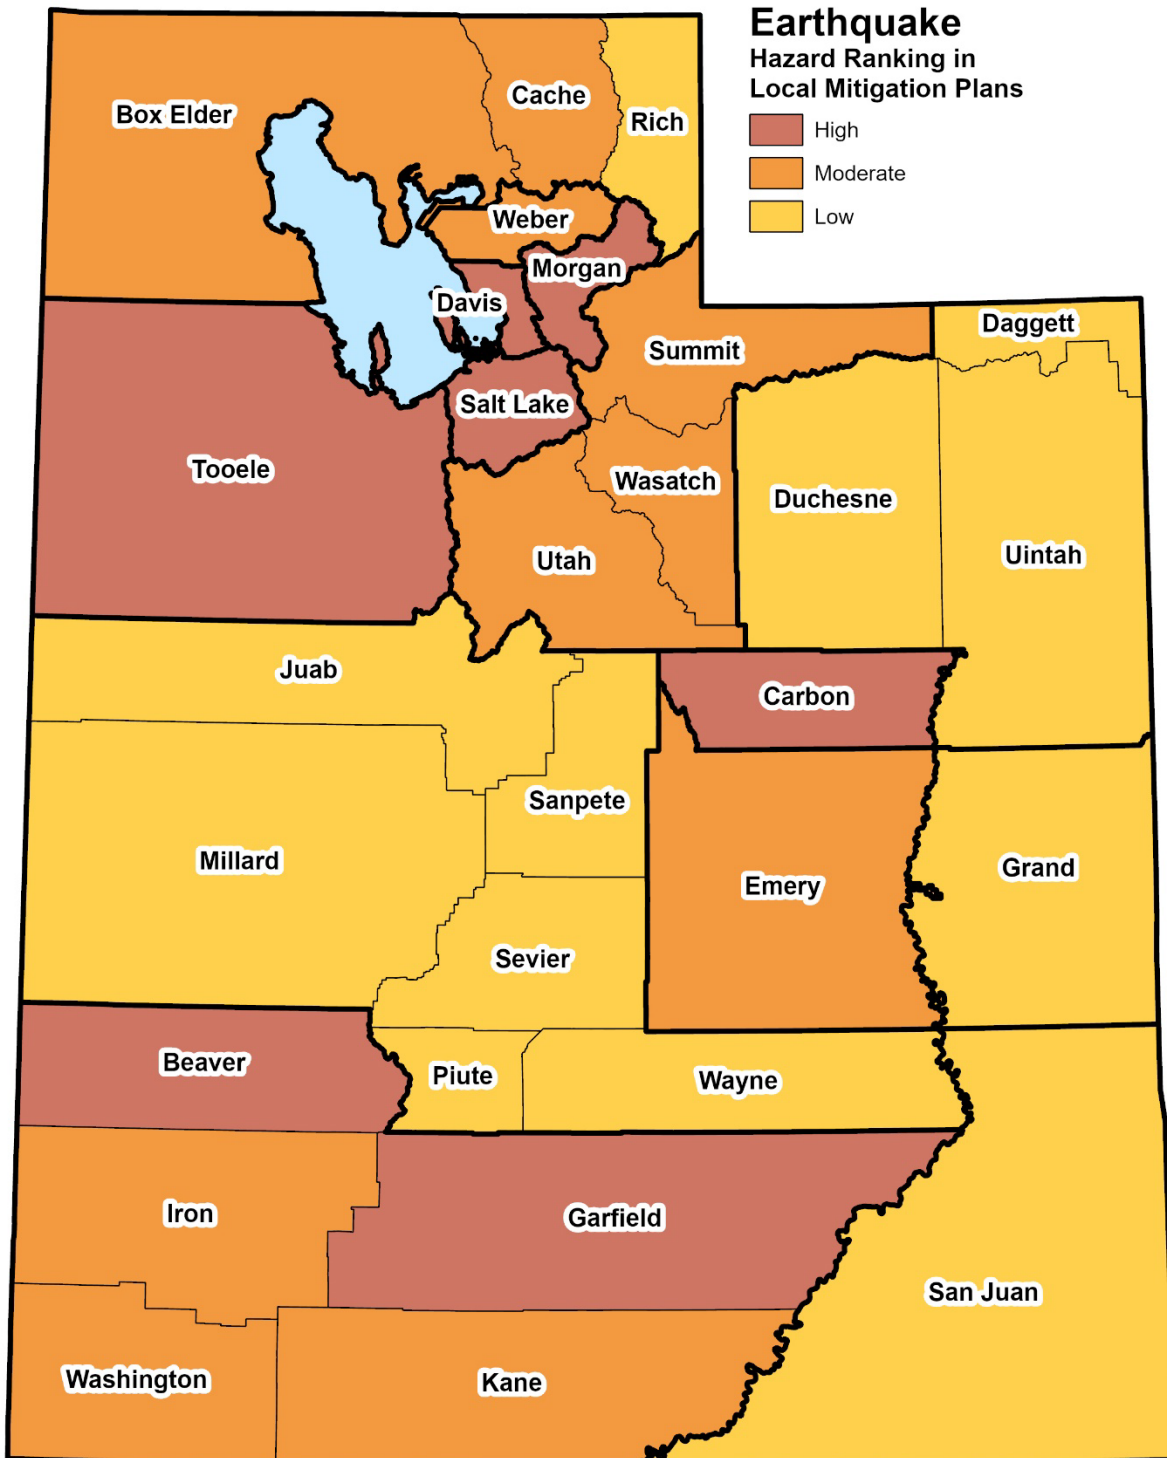 Earthquake
Hazard Ranking in
Local Mitigation Plans
High
Moderate
Low
Box Elder
Cache
Rich
Weber
Morgan
Davis
Daggett
Summit
Salt Lake
Tooele
Wasatch
Duchesne
Uintah
Utah
Juab
Carbon
Sanpete
Millard
Grand
Emery
Sevier
Beaver
Piute
Wayne
Iron
Garfield
San Juan
Washington
Kane